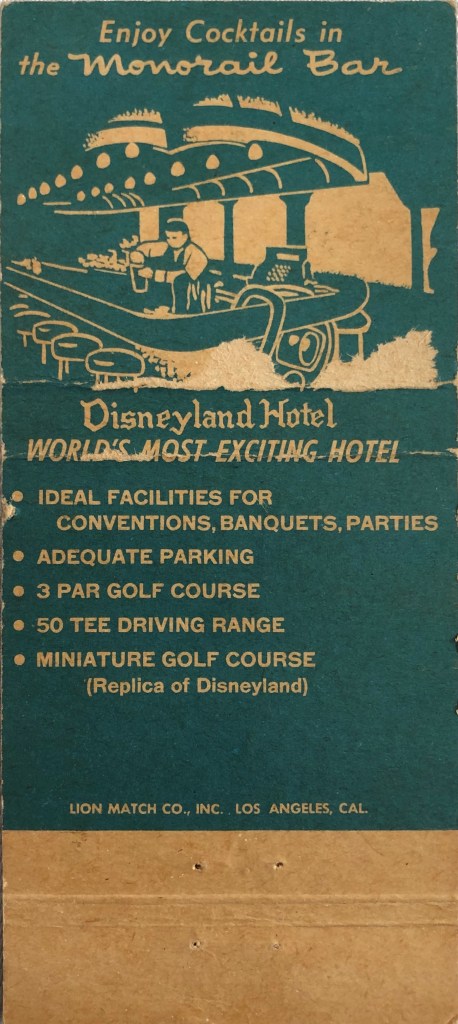 Enjoy Cocktails in
the Monorail Bar
Disneyland Hotel
WORLD'S MOST EXCITING HOTEL
• IDEAL FACILITIES FOR
CONVENTIONS, BANQUETS, PARTIES
• ADEQUATE PARKING
• 3 PAR GOLF COURSE
• 50 TEE DRIVING RANGE
• MINIATURE GOLF COURSE
(Replica of Disneyland)
LION MATCH CO., INC. LOS ANGELES, CAL.